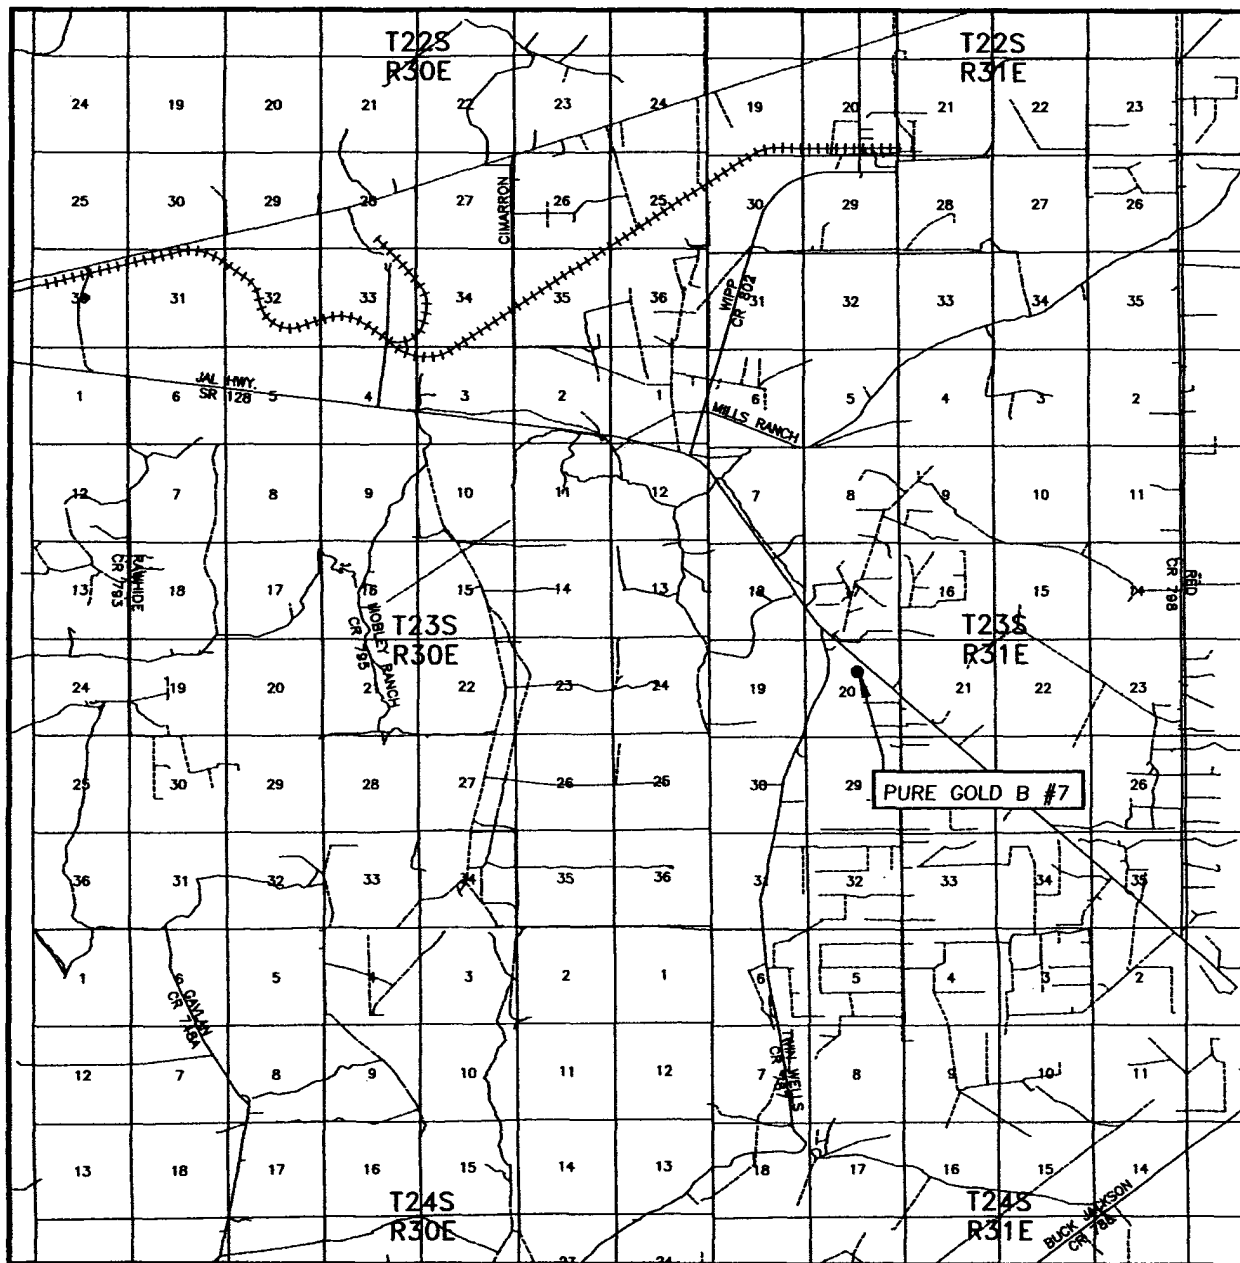 T22S
R30E
T22S
R31E
24 19 20 21 22 23 24 19 20 21 22 23
25 30 29 28 27 26 25 30 29 28 27 26
CIMARRON
36 31 32 33 34 35 36 31 32 33 34 35
WIPP
CR 802
JAL HWY.
SR 128
1 6 5 4 3 2 1 6 5 4 3 2
MILLS RANCH
12 7 8 9 10 11 12 7 8 9 10 11
RAWHIDE
CR 793
RED
CR 798
13 18 17 16 15 14 13 18 16 15 14
MOBLEY RANCH
CR 795
T23S
R30E
T23S
R31E
24 19 20 21 22 23 24 19 20 21 22 23
25 30 29 28 27 26 25 30 29 26
PURE GOLD B #7
36 31 32 33 34 35 36 31 32 33 34 35
1 6 5 4 3 2 1 6 5 4 3 2
GAVILAN
CR 748A
TWIN WELLS
CR 787
12 7 8 9 10 11 12 7 8 9 10 11
13 18 17 16 15 14 13 18 17 16 15 14
T24S
R30E
T24S
R31E
BUCK JACKSON